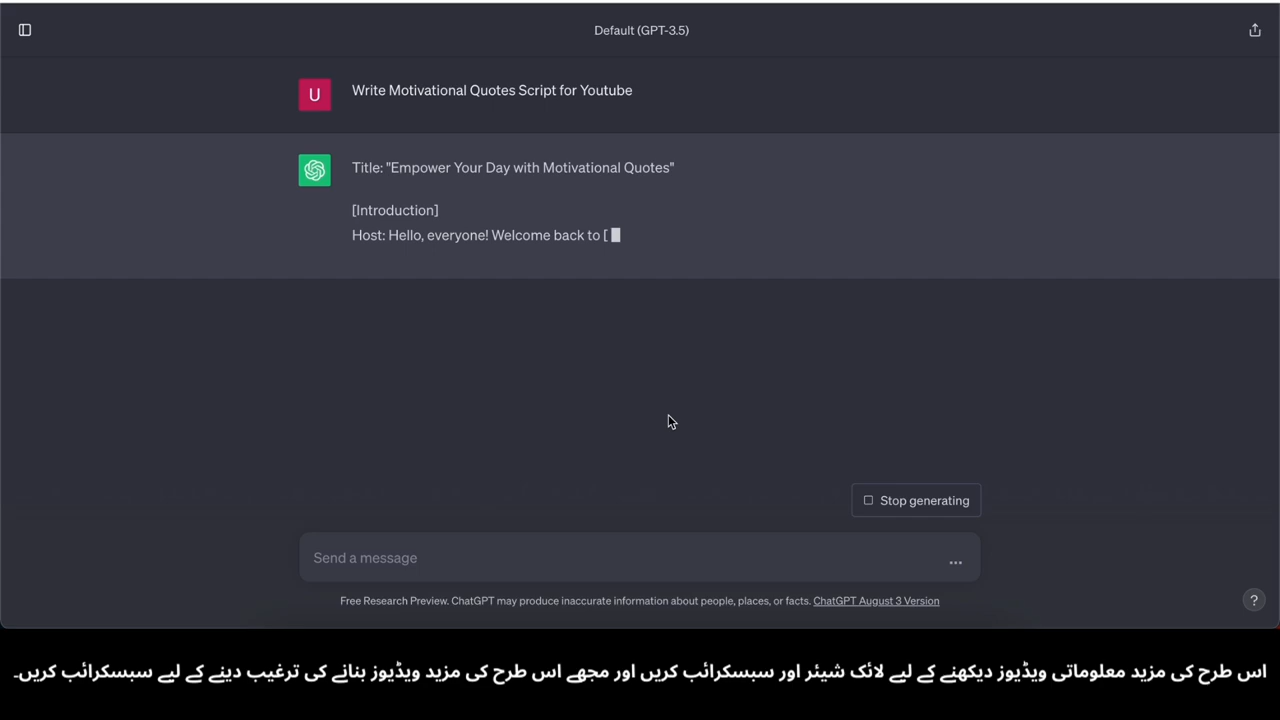 Default (GPT-3.5)
U
Write Motivational Quotes Script for Youtube
Title: "Empower Your Day with Motivational Quotes"
[Introduction]
Host: Hello, everyone! Welcome back to [
Stop generating
Send a message
...
Free Research Preview. ChatGPT may produce inaccurate information about people, places, or facts. ChatGPT August 3 Version
?
اس طرح کی مزید معلوماتی ویڈیوز دیکھنے کے لیے لائک شیئر اور سبسکرائب کریں اور مجھے اس طرح کی مزید ویڈیوز بنانے کی ترغیب دینے کے لیے سبسکرائب کریں۔